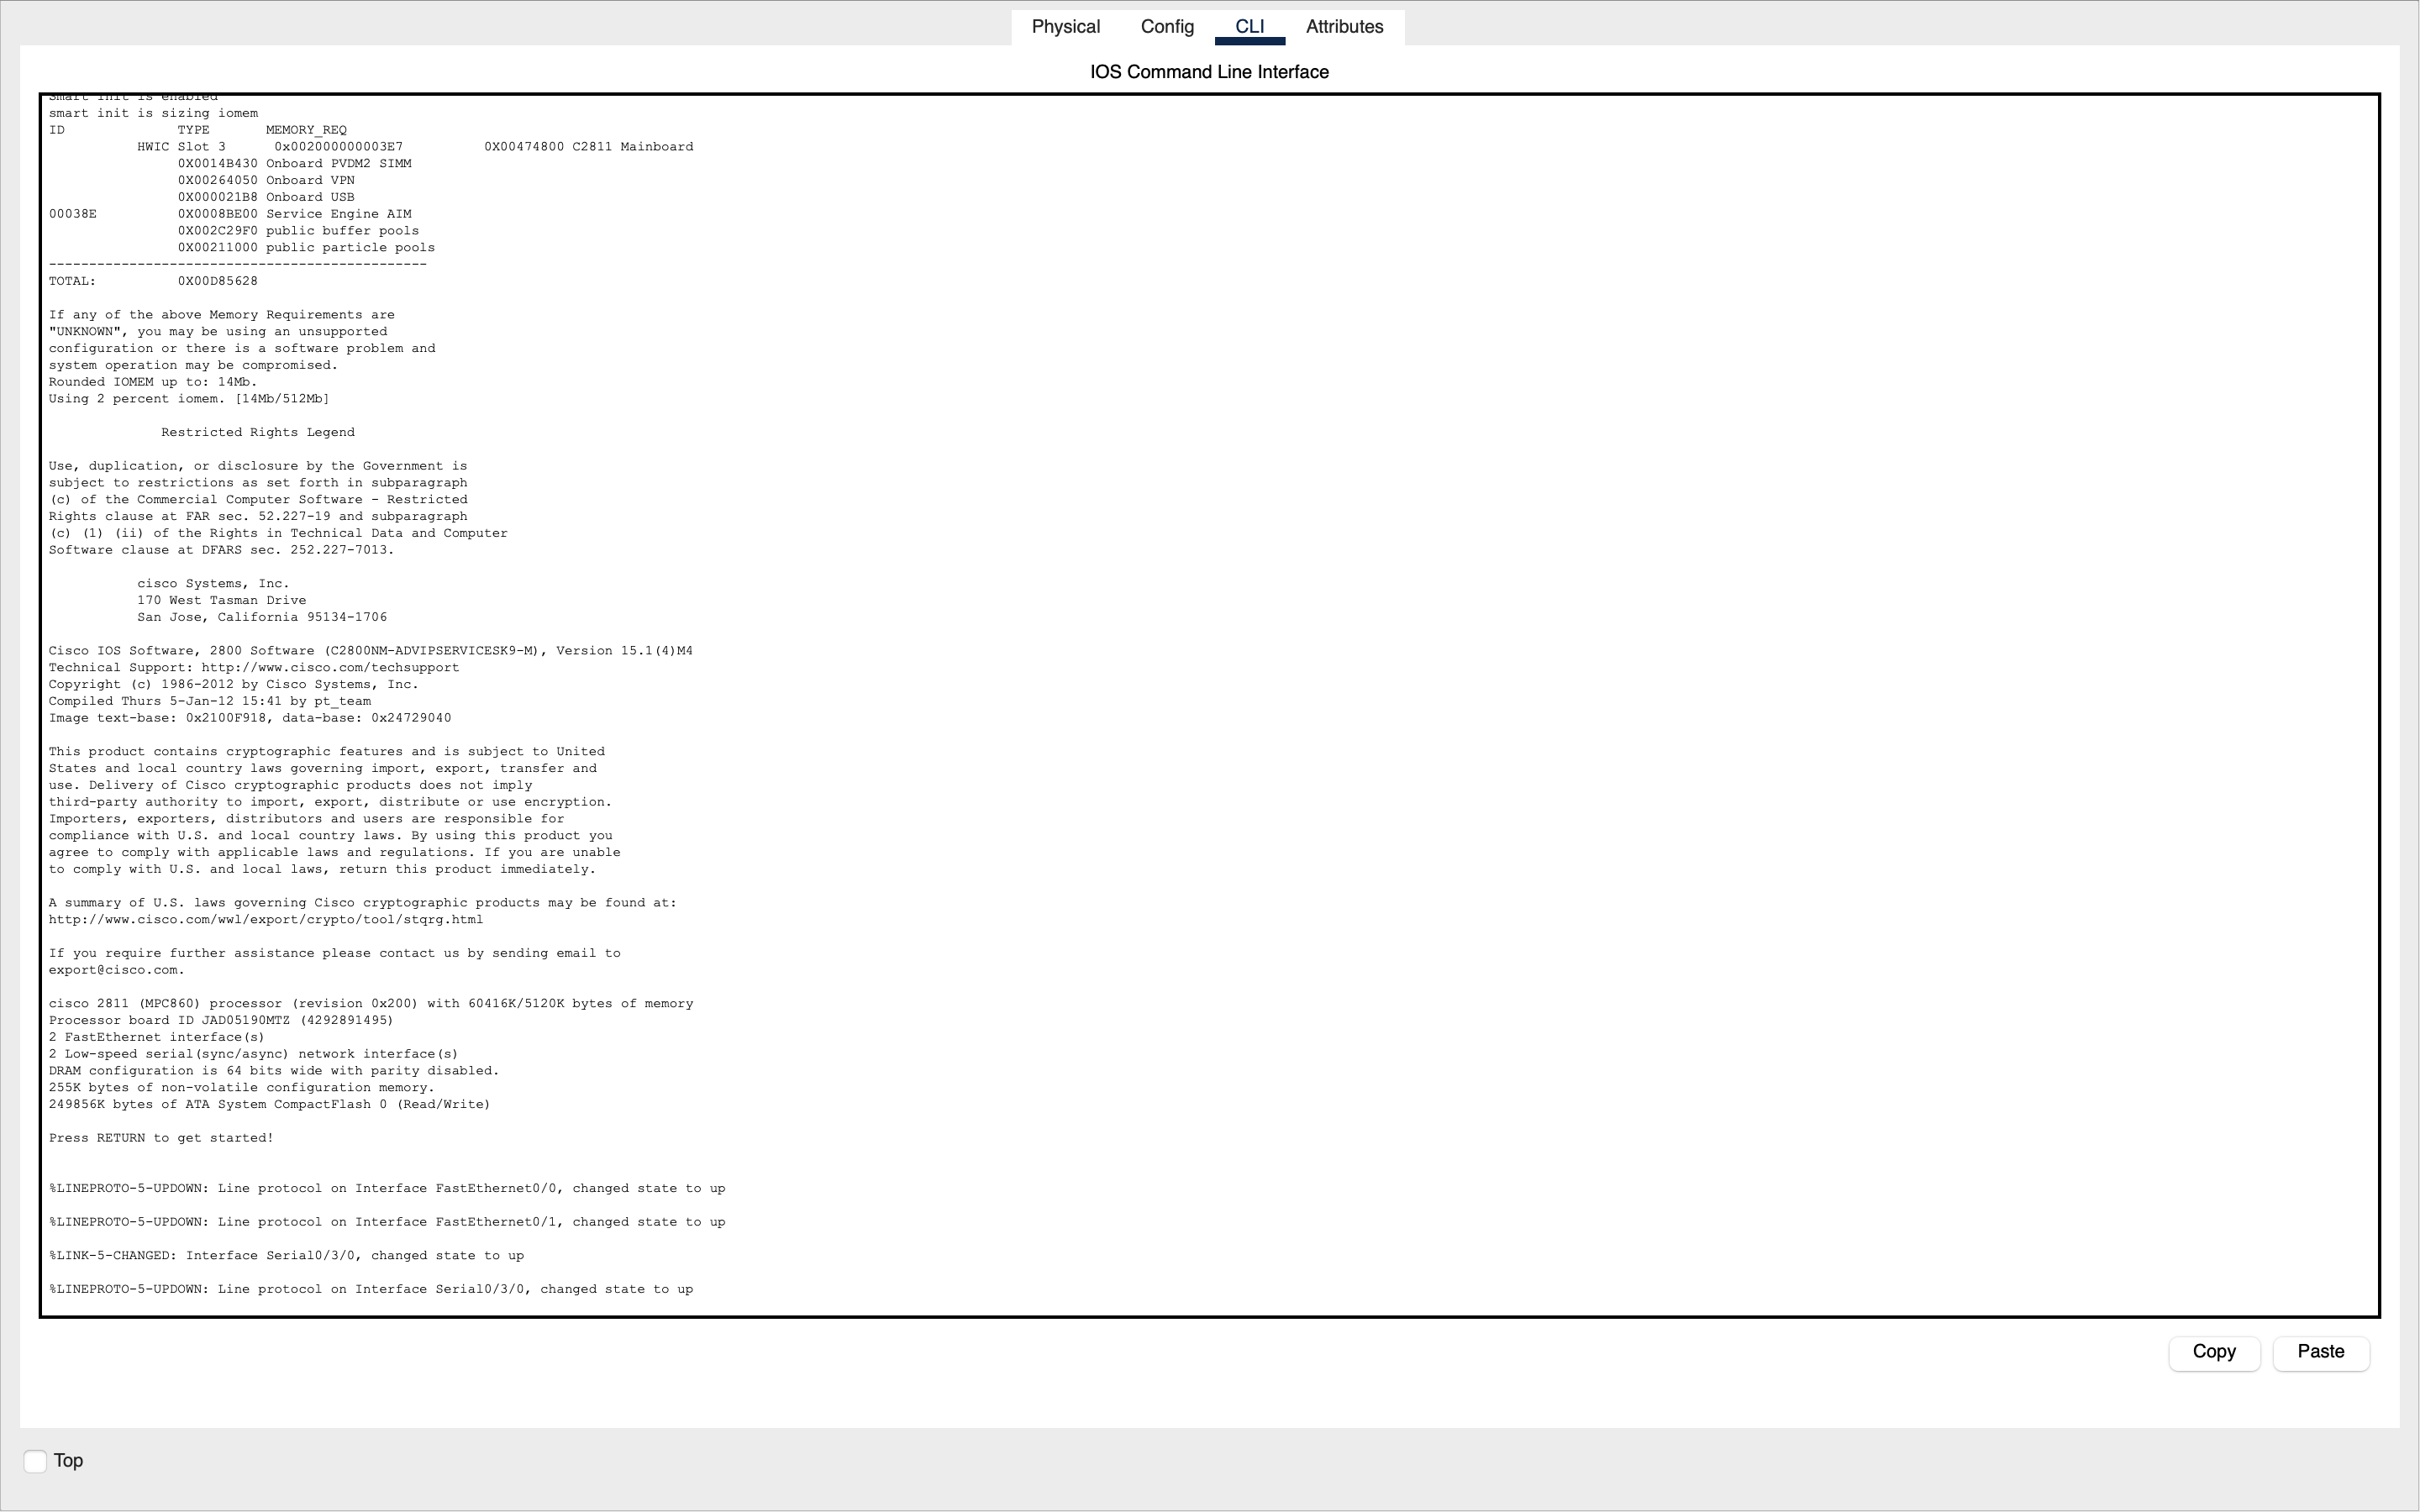 Physical Config CLI Attributes
IOS Command Line Interface
Smart init is enabled
smart init is sizing iomem
ID TYPE MEMORY_REQ
HWIC Slot 3 0x002000000003E7 0X00474800 C2811 Mainboard
0X0014B430 Onboard PVDM2 SIMM
0X00264050 Onboard VPN
0X000021B8 Onboard USB
00038E 0X0008BE00 Service Engine AIM
0X002C29F0 public buffer pools
0X00211000 public particle pools
-----------------------------------------------
TOTAL: 0X00D85628
If any of the above Memory Requirements are
"UNKNOWN", you may be using an unsupported
configuration or there is a software problem and
system operation may be compromised.
Rounded IOMEM up to: 14Mb.
Using 2 percent iomem. [14Mb/512Mb]
Restricted Rights Legend
Use, duplication, or disclosure by the Government is
subject to restrictions as set forth in subparagraph
(c) of the Commercial Computer Software - Restricted
Rights clause at FAR sec. 52.227-19 and subparagraph
(c) (1) (ii) of the Rights in Technical Data and Computer
Software clause at DFARS sec. 252.227-7013.
cisco Systems, Inc.
170 West Tasman Drive
San Jose, California 95134-1706
Cisco IOS Software, 2800 Software (C2800NM-ADVIPSERVICESK9-M), Version 15.1(4)M4
Technical Support: http://www.cisco.com/techsupport
Copyright (c) 1986-2012 by Cisco Systems, Inc.
Compiled Thurs 5-Jan-12 15:41 by pt_team
Image text-base: 0x2100F918, data-base: 0x24729040
This product contains cryptographic features and is subject to United
States and local country laws governing import, export, transfer and
use. Delivery of Cisco cryptographic products does not imply
third-party authority to import, export, distribute or use encryption.
Importers, exporters, distributors and users are responsible for
compliance with U.S. and local country laws. By using this product you
agree to comply with applicable laws and regulations. If you are unable
to comply with U.S. and local laws, return this product immediately.
A summary of U.S. laws governing Cisco cryptographic products may be found at:
http://www.cisco.com/wwl/export/crypto/tool/stqrg.html
If you require further assistance please contact us by sending email to
export@cisco.com.
cisco 2811 (MPC860) processor (revision 0x200) with 60416K/5120K bytes of memory
Processor board ID JAD05190MTZ (4292891495)
2 FastEthernet interface(s)
2 Low-speed serial(sync/async) network interface(s)
DRAM configuration is 64 bits wide with parity disabled.
255K bytes of non-volatile configuration memory.
249856K bytes of ATA System CompactFlash 0 (Read/Write)
Press RETURN to get started!
%LINEPROTO-5-UPDOWN: Line protocol on Interface FastEthernet0/0, changed state to up
%LINEPROTO-5-UPDOWN: Line protocol on Interface FastEthernet0/1, changed state to up
%LINK-5-CHANGED: Interface Serial0/3/0, changed state to up
%LINEPROTO-5-UPDOWN: Line protocol on Interface Serial0/3/0, changed state to up
Copy Paste
Top